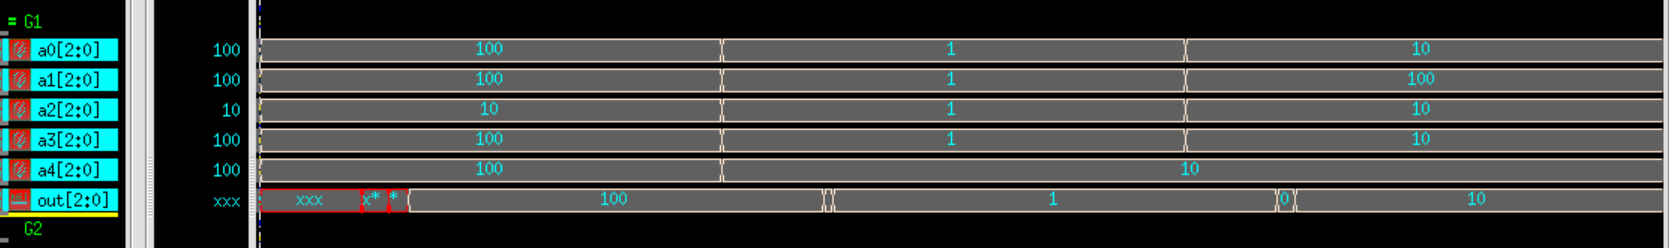 = G1
a0[2:0] 100 100 1 10
a1[2:0] 100 100 1 100
a2[2:0] 10 10 1 10
a3[2:0] 100 100 1 10
a4[2:0] 100 100 10
out[2:0] xxx xxx x* * 100 1 0 10
G2